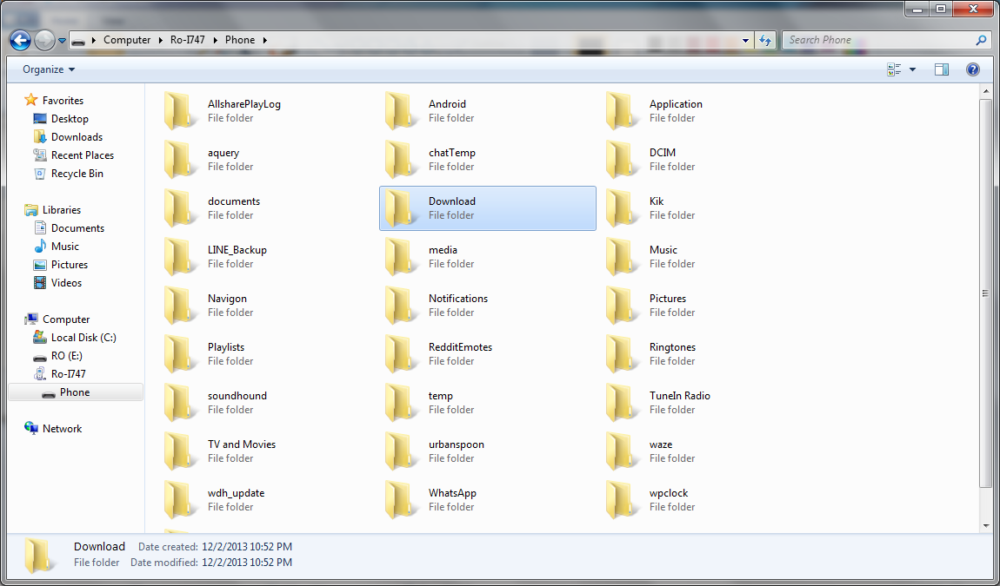 Computer Ro-I747 Phone
Search Phone
Organize
Favorites
Desktop
Downloads
Recent Places
Recycle Bin
Libraries
Documents
Music
Pictures
Videos
Computer
Local Disk (C:)
RO (E:)
Ro-I747
Phone
Network
AllsharePlayLog Android Application
File folder File folder File folder
aquery chatTemp DCIM
File folder File folder File folder
documents Download Kik
File folder File folder File folder
LINE_Backup media Music
File folder File folder File folder
Navigon Notifications Pictures
File folder File folder File folder
Playlists RedditEmotes Ringtones
File folder File folder File folder
soundhound temp TuneIn Radio
File folder File folder File folder
TV and Movies urbanspoon waze
File folder File folder File folder
wdh_update WhatsApp wpclock
File folder File folder File folder
Download Date created: 12/2/2013 10:52 PM
File folder Date modified: 12/2/2013 10:52 PM